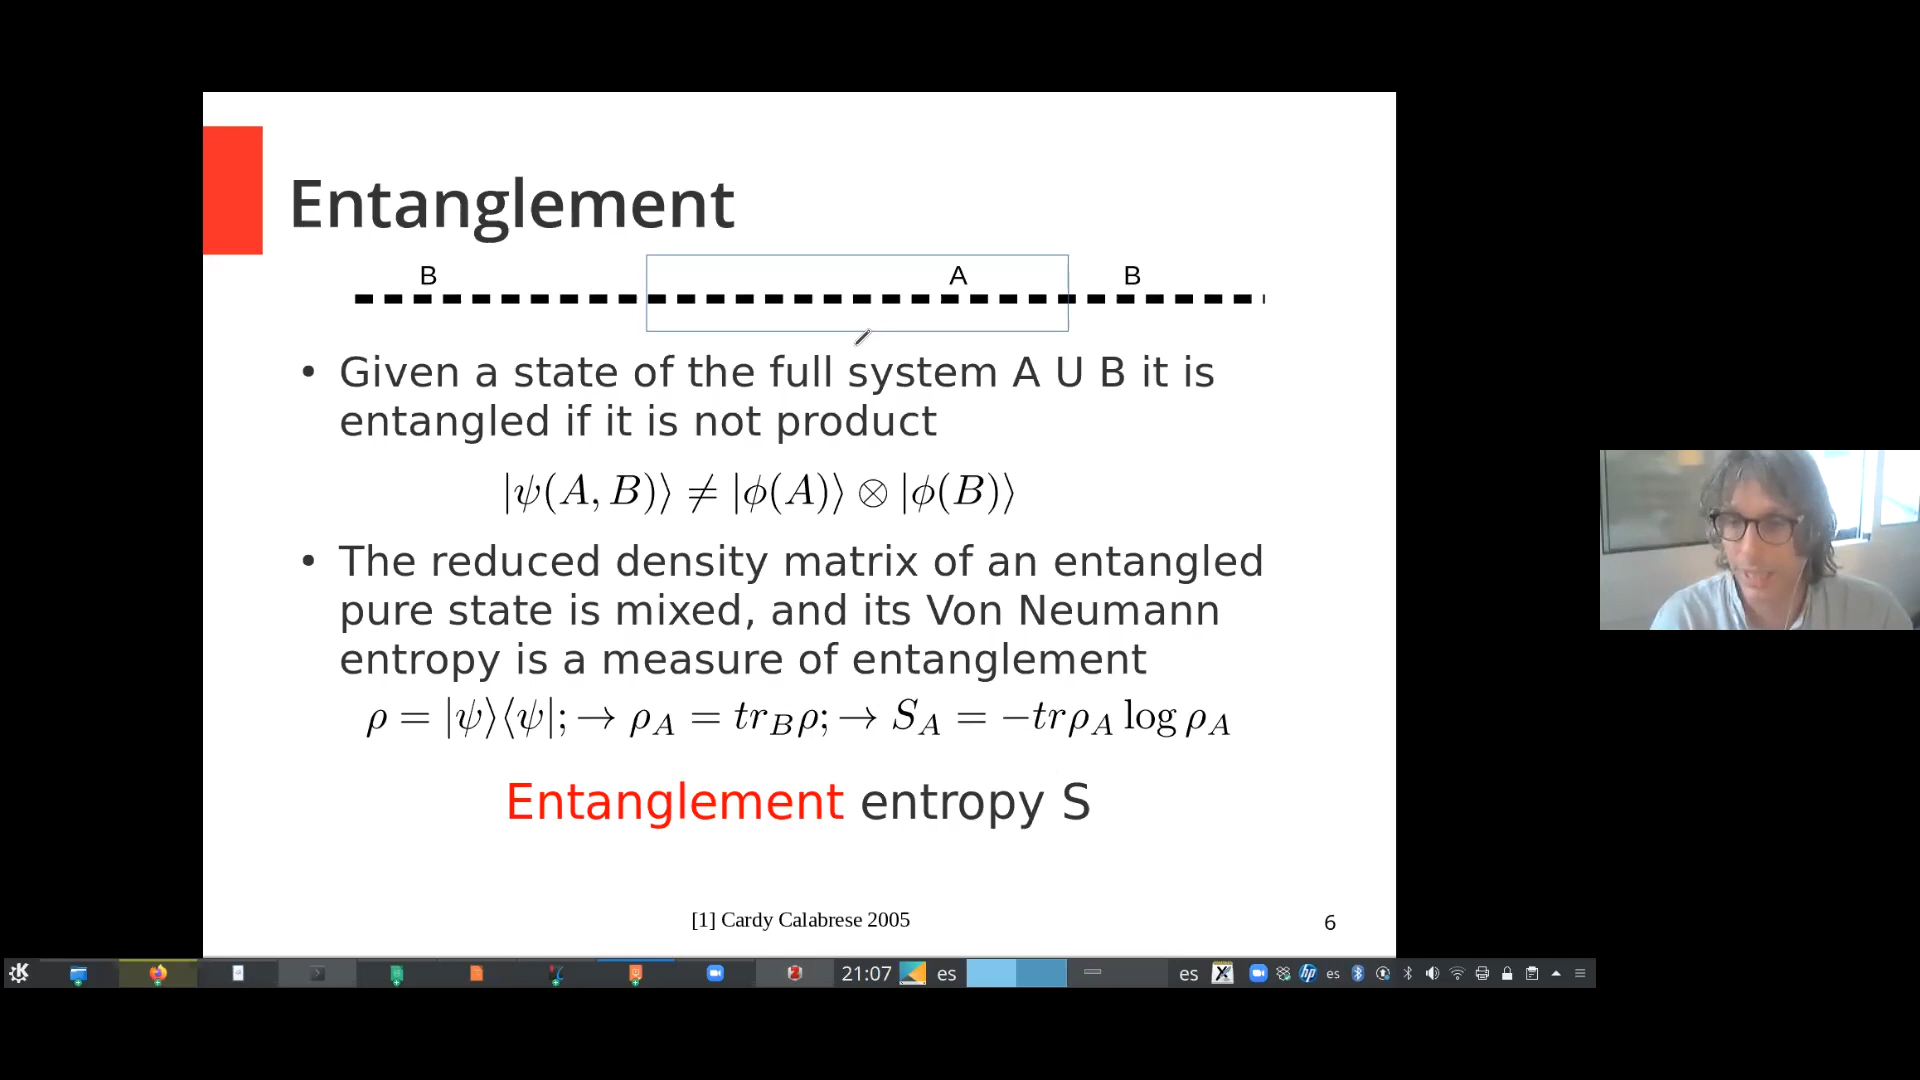 Entanglement
B A B
• Given a state of the full system A U B it is
entangled if it is not product
|ψ(A, B)⟩ ≠ |ϕ(A)⟩ ⊗ |ϕ(B)⟩
• The reduced density matrix of an entangled
pure state is mixed, and its Von Neumann
entropy is a measure of entanglement
ρ = |ψ⟩⟨ψ|; → ρ_A = tr_B ρ; → S_A = −trρ_A log ρ_A
Entanglement entropy S
[1] Cardy Calabrese 2005
6
21:07 es es es